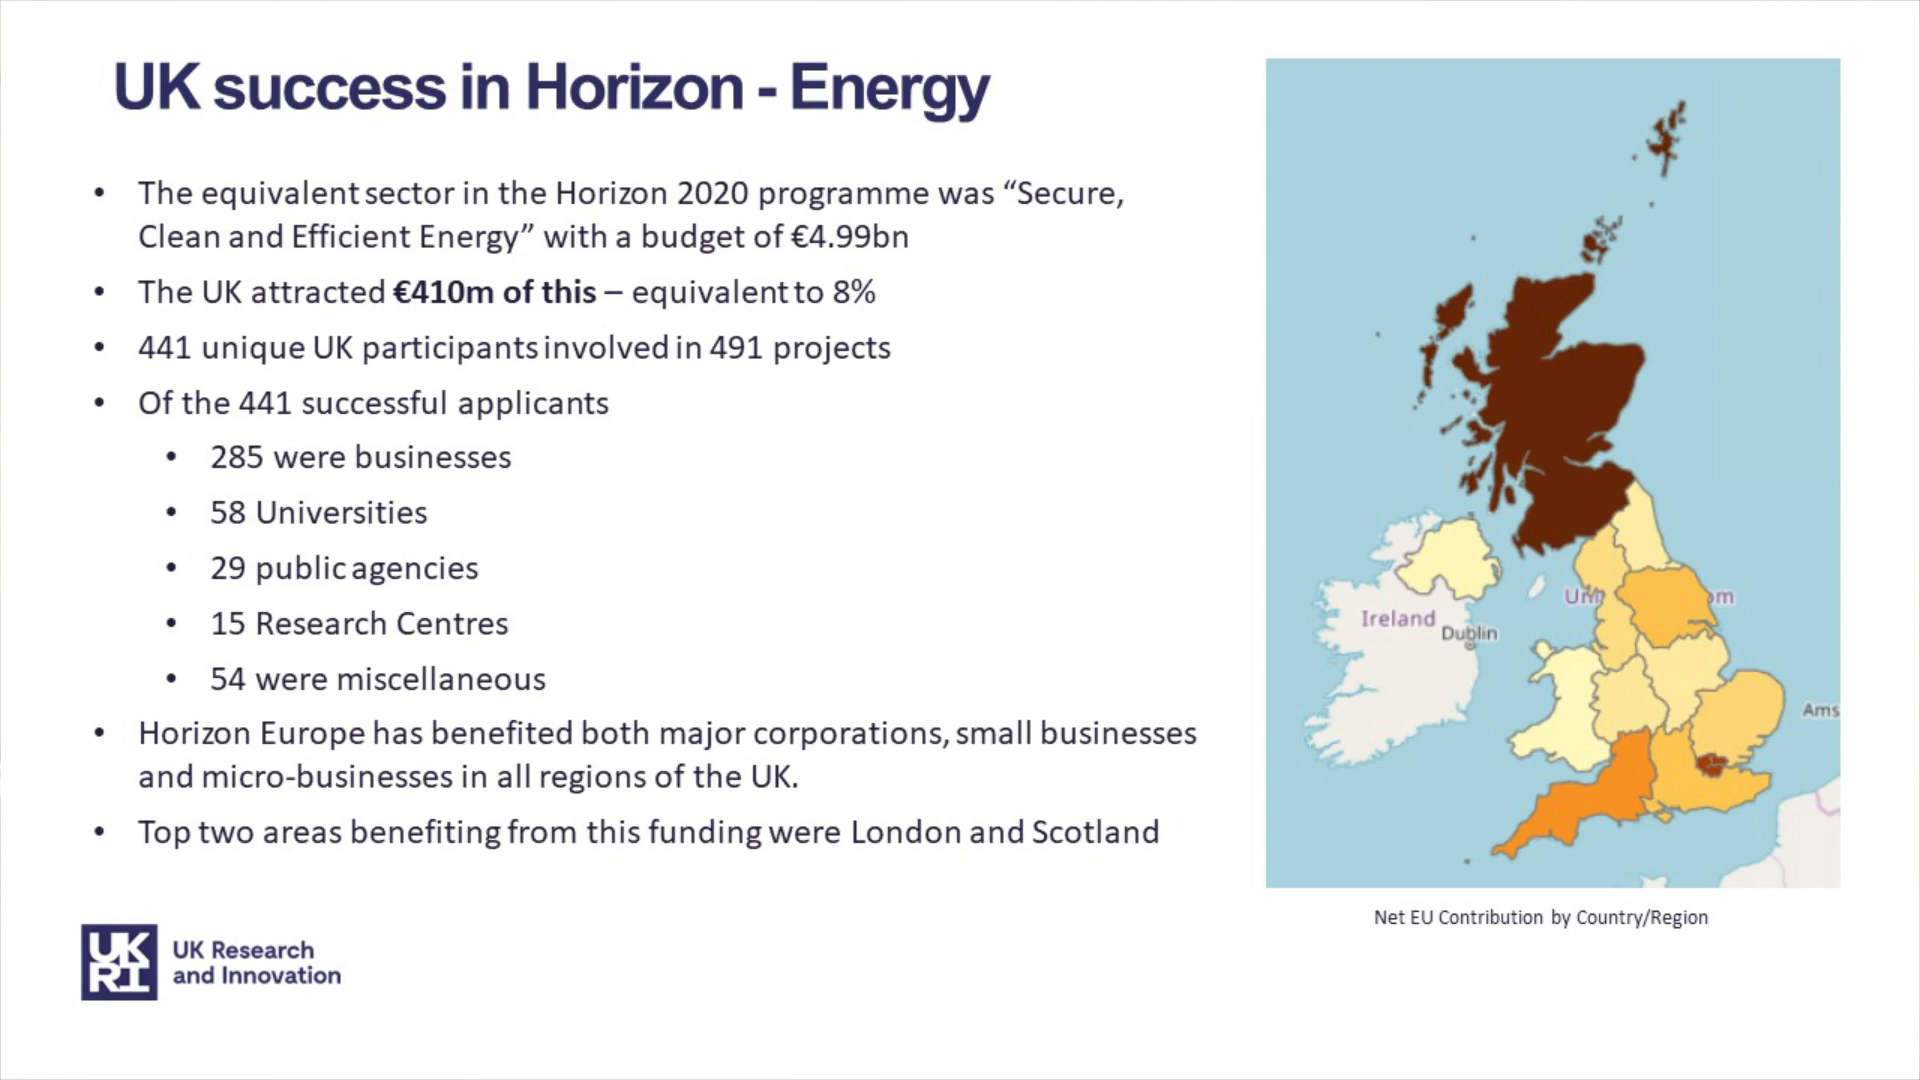 UK success in Horizon - Energy
• The equivalent sector in the Horizon 2020 programme was “Secure,
Clean and Efficient Energy” with a budget of €4.99bn
• The UK attracted €410m of this – equivalent to 8%
• 441 unique UK participants involved in 491 projects
• Of the 441 successful applicants
• 285 were businesses
• 58 Universities
• 29 public agencies
• 15 Research Centres
• 54 were miscellaneous
• Horizon Europe has benefited both major corporations, small businesses
and micro-businesses in all regions of the UK.
• Top two areas benefiting from this funding were London and Scotland
Ireland
Dublin
Ams
Net EU Contribution by Country/Region
UK
RI
UK Research
and Innovation